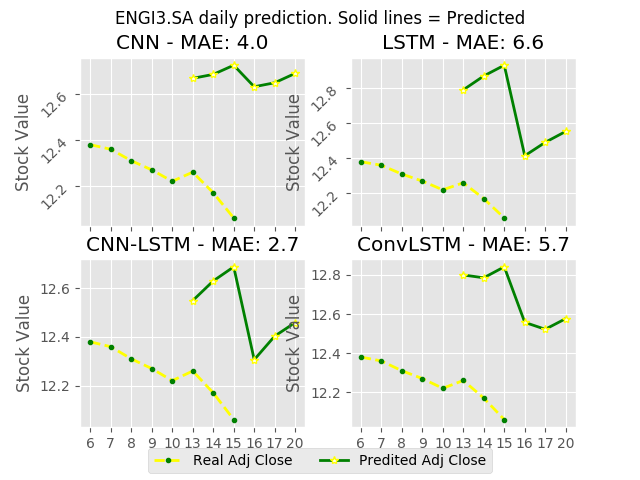 ENGI3.SA daily prediction. Solid lines = Predicted
CNN - MAE: 4.0
LSTM - MAE: 6.6
Stock Value
12.6
12.4
12.2
Stock Value
12.8
12.6
12.4
12.2
CNN-LSTM - MAE: 2.7
ConvLSTM - MAE: 5.7
Stock Value
12.6
12.4
12.2
Stock Value
12.8
12.6
12.4
12.2
6 7 8 9 10 13 14 15 16 17 20
6 7 8 9 10 13 14 15 16 17 20
Real Adj Close
Predited Adj Close